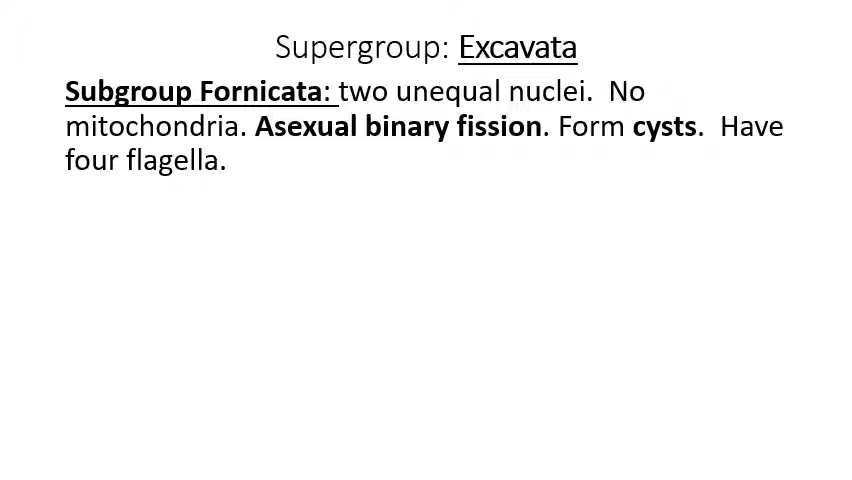 Supergroup: Excavata
Subgroup Fornicata: two unequal nuclei.  No
mitochondria. Asexual binary fission. Form cysts.  Have
four flagella.